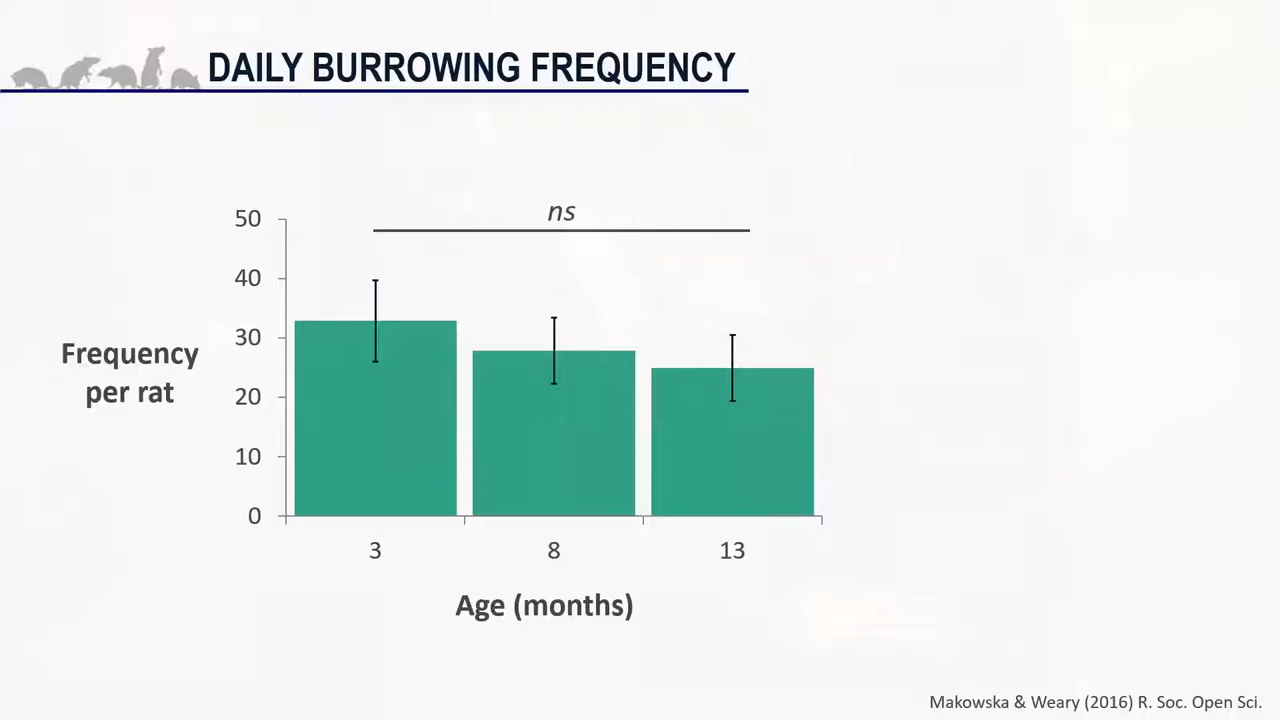 DAILY BURROWING FREQUENCY
ns
50
40
30
20
10
0
Frequency
per rat
3 8 13
Age (months)
Makowska & Weary (2016) R. Soc. Open Sci.